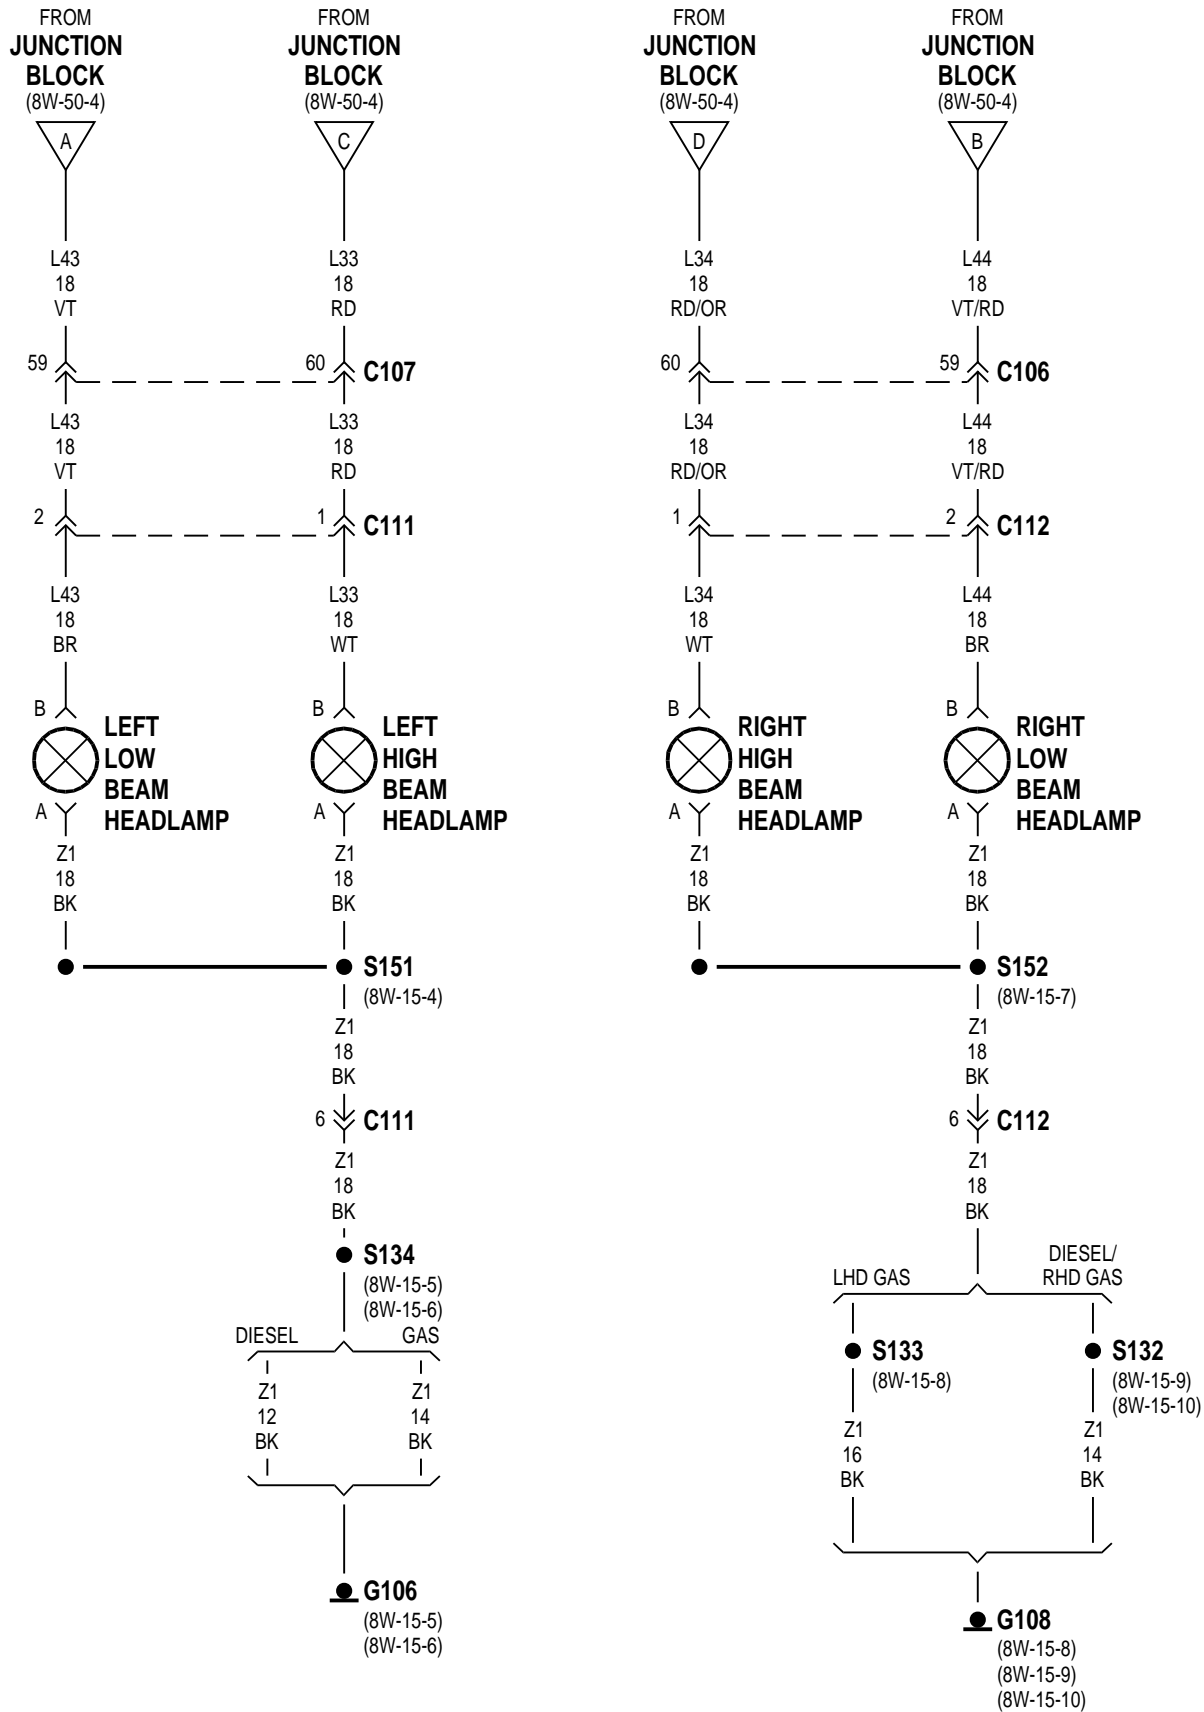 FROM
JUNCTION
BLOCK
(8W-50-4)
A
FROM
JUNCTION
BLOCK
(8W-50-4)
C
FROM
JUNCTION
BLOCK
(8W-50-4)
D
FROM
JUNCTION
BLOCK
(8W-50-4)
B
L43
18
VT
L33
18
RD
L34
18
RD/OR
L44
18
VT/RD
59
60
C107
60
59
C106
L43
18
VT
L33
18
RD
L34
18
RD/OR
L44
18
VT/RD
2
1
C111
1
2
C112
L43
18
BR
L33
18
WT
L34
18
WT
L44
18
BR
B
LEFT
LOW
BEAM
HEADLAMP
A
B
LEFT
HIGH
BEAM
HEADLAMP
A
B
RIGHT
HIGH
BEAM
HEADLAMP
A
B
RIGHT
LOW
BEAM
HEADLAMP
A
Z1
18
BK
Z1
18
BK
Z1
18
BK
Z1
18
BK
S151
(8W-15-4)
S152
(8W-15-7)
Z1
18
BK
Z1
18
BK
6
C111
6
C112
Z1
18
BK
Z1
18
BK
S134
(8W-15-5)
(8W-15-6)
LHD GAS
DIESEL/
RHD GAS
DIESEL
GAS
S133
(8W-15-8)
S132
(8W-15-9)
(8W-15-10)
Z1
12
BK
Z1
14
BK
Z1
16
BK
Z1
14
BK
G106
(8W-15-5)
(8W-15-6)
G108
(8W-15-8)
(8W-15-9)
(8W-15-10)